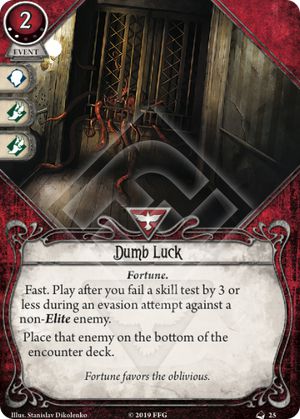 2
EVENT
Dumb Luck
Fortune.
Fast. Play after you fail a skill test by 3 or
less during an evasion attempt against a
non-Elite enemy.
Place that enemy on the bottom of the
encounter deck.
Fortune favors the oblivious.
Illus. Stanislav Dikolenko
© 2019 FFG
25